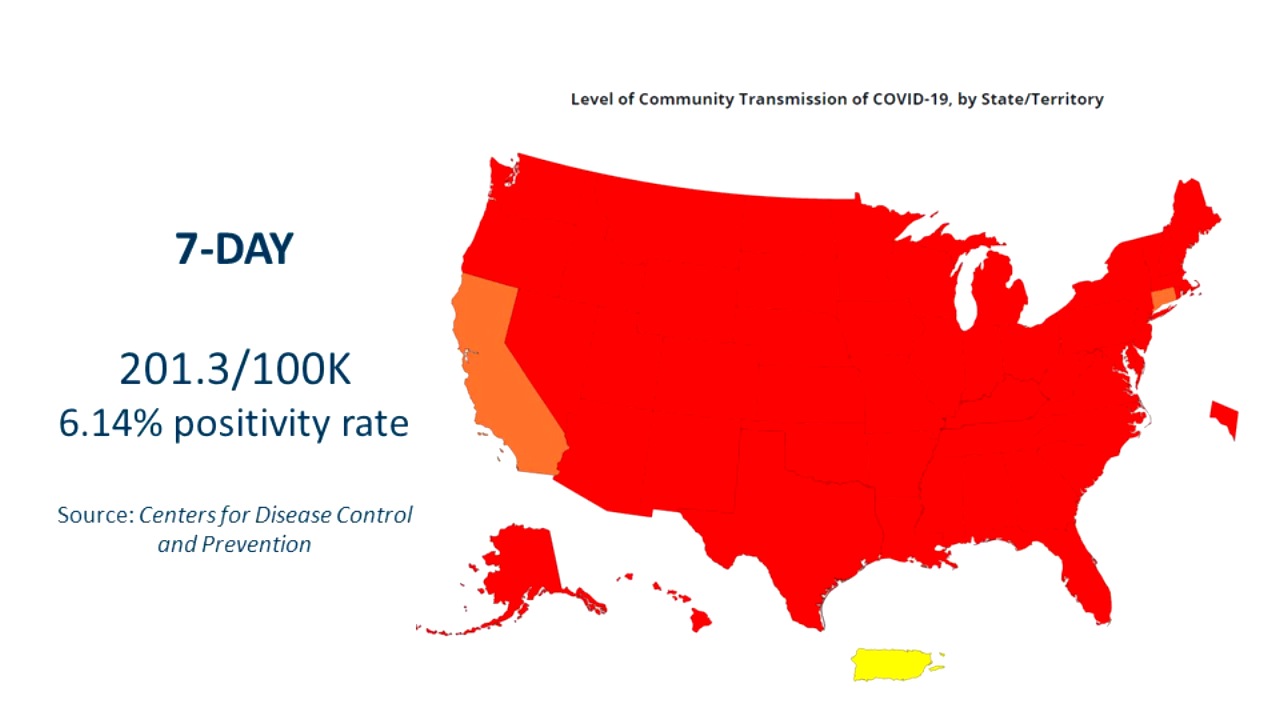 Level of Community Transmission of COVID-19, by State/Territory
7-DAY
201.3/100K
6.14% positivity rate
Source: Centers for Disease Control
and Prevention